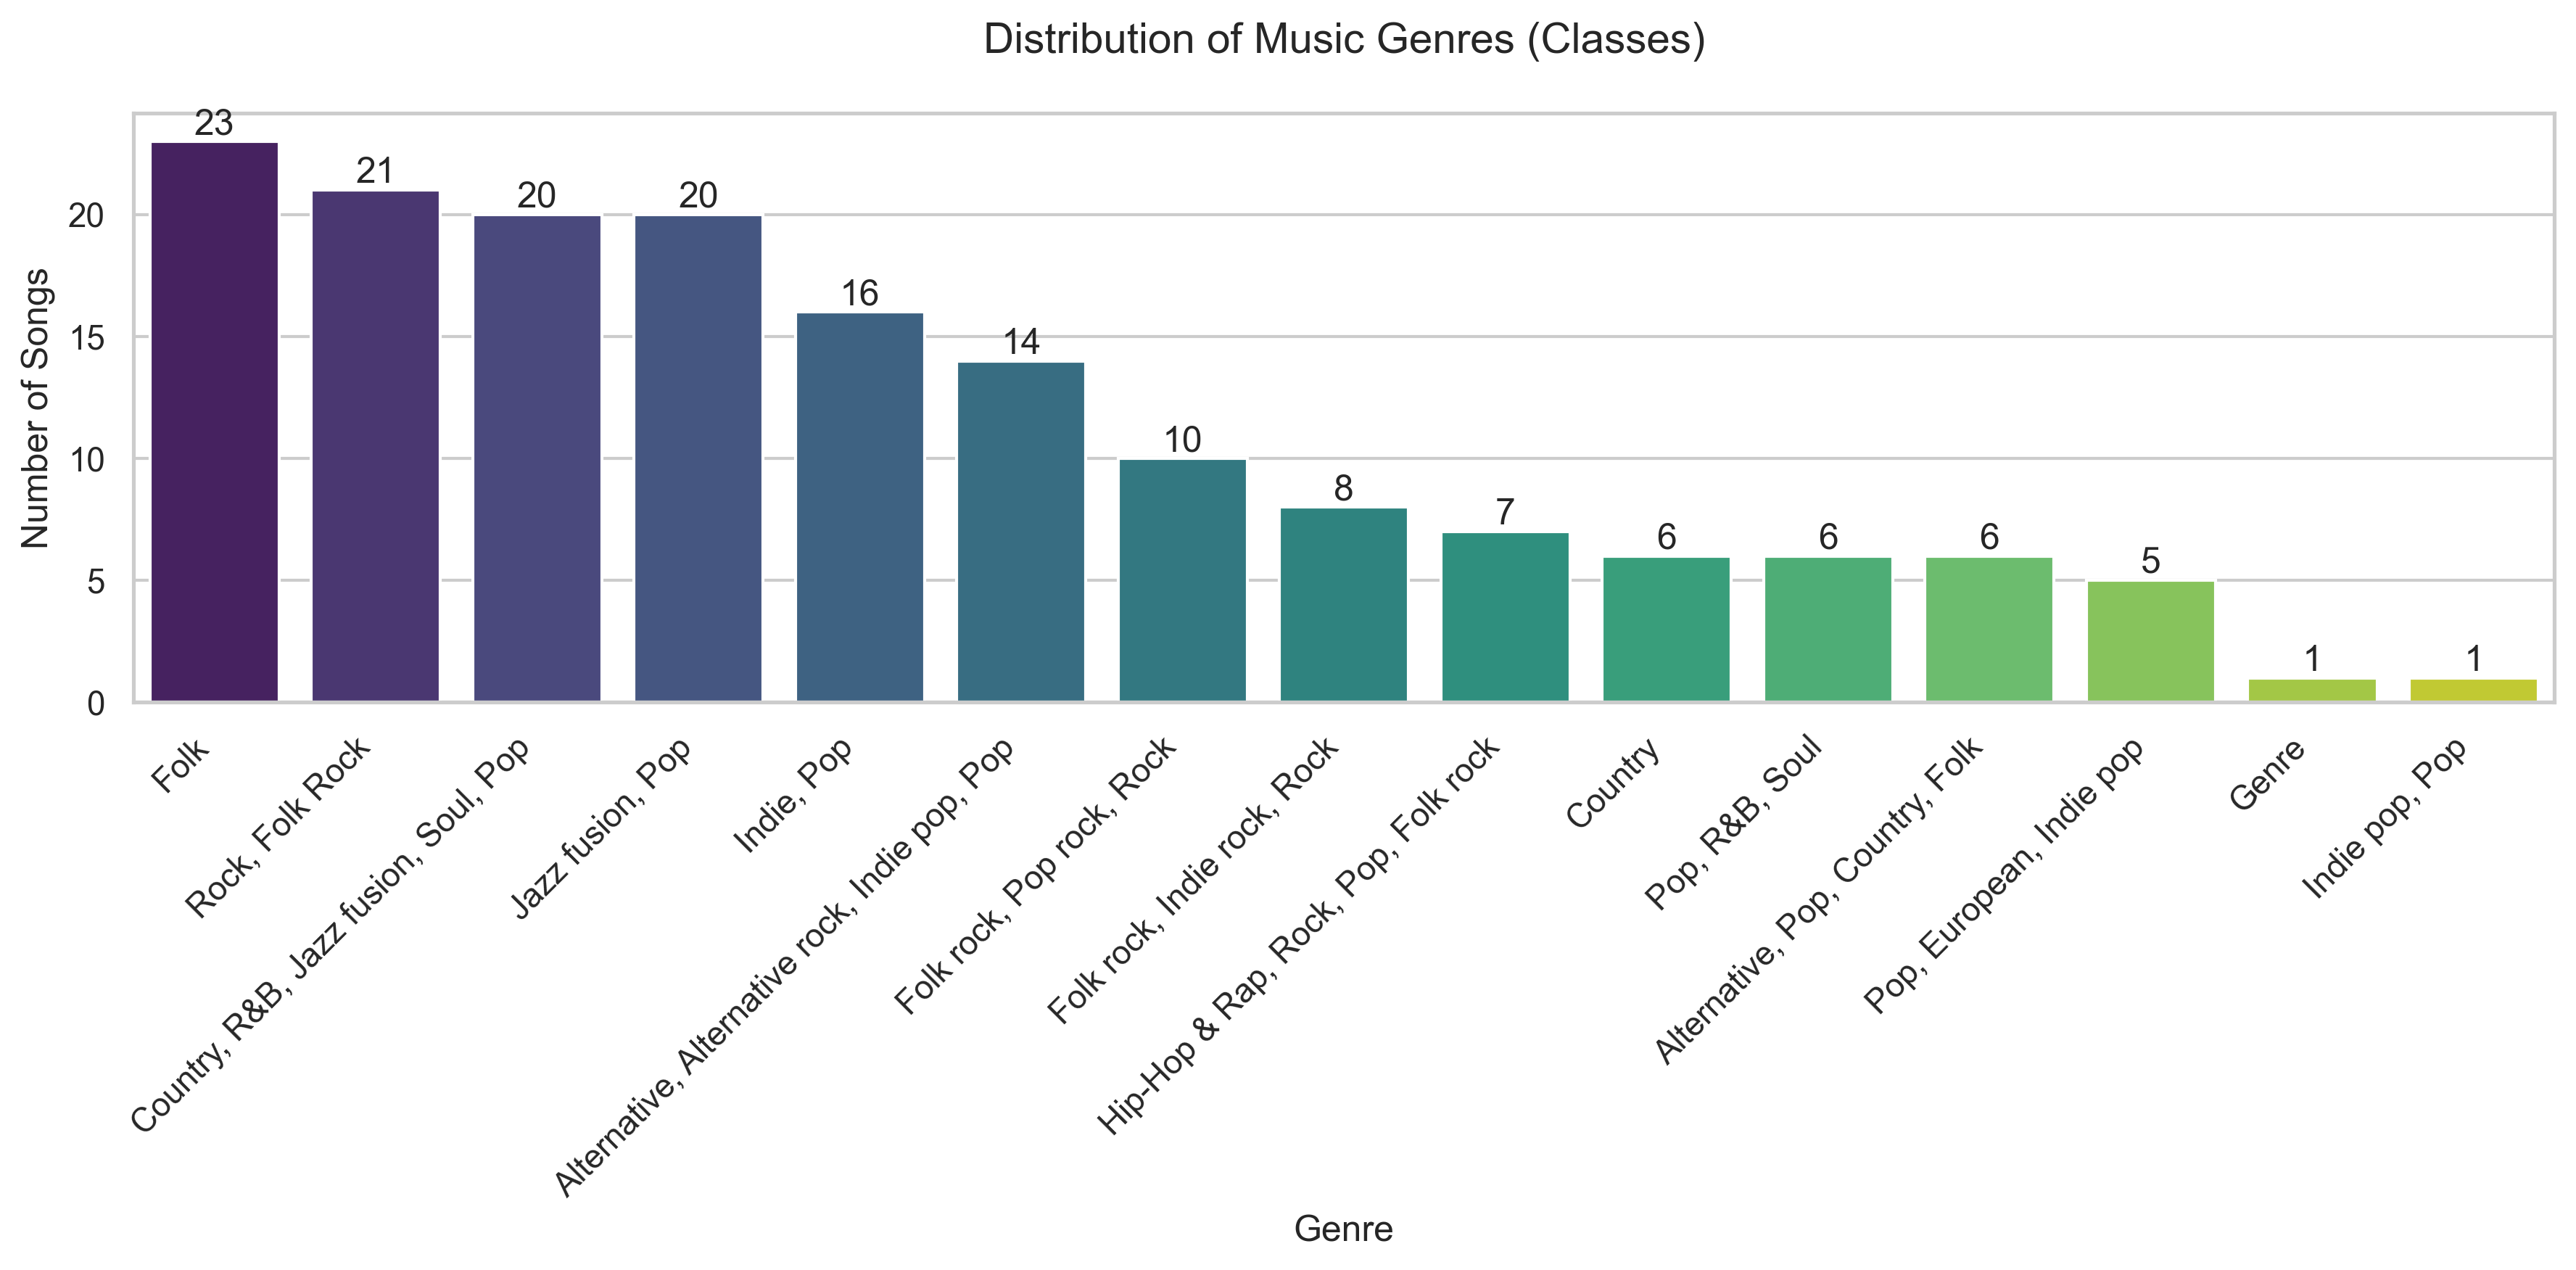 Distribution of Music Genres (Classes)
23
21
20
20
16
14
10
8
7
6
6
6
5
1
1
Number of Songs
20
15
10
5
0
Folk
Rock, Folk Rock
Country, R&B, Jazz fusion, Soul, Pop
Jazz fusion, Pop
Indie, Pop
Alternative, Alternative rock, Indie pop, Pop
Folk rock, Pop rock, Rock
Folk rock, Indie rock, Rock
Hip-Hop & Rap, Rock, Pop, Folk rock
Country
Pop, R&B, Soul
Alternative, Pop, Country, Folk
Pop, European, Indie pop
Genre
Indie pop, Pop
Genre